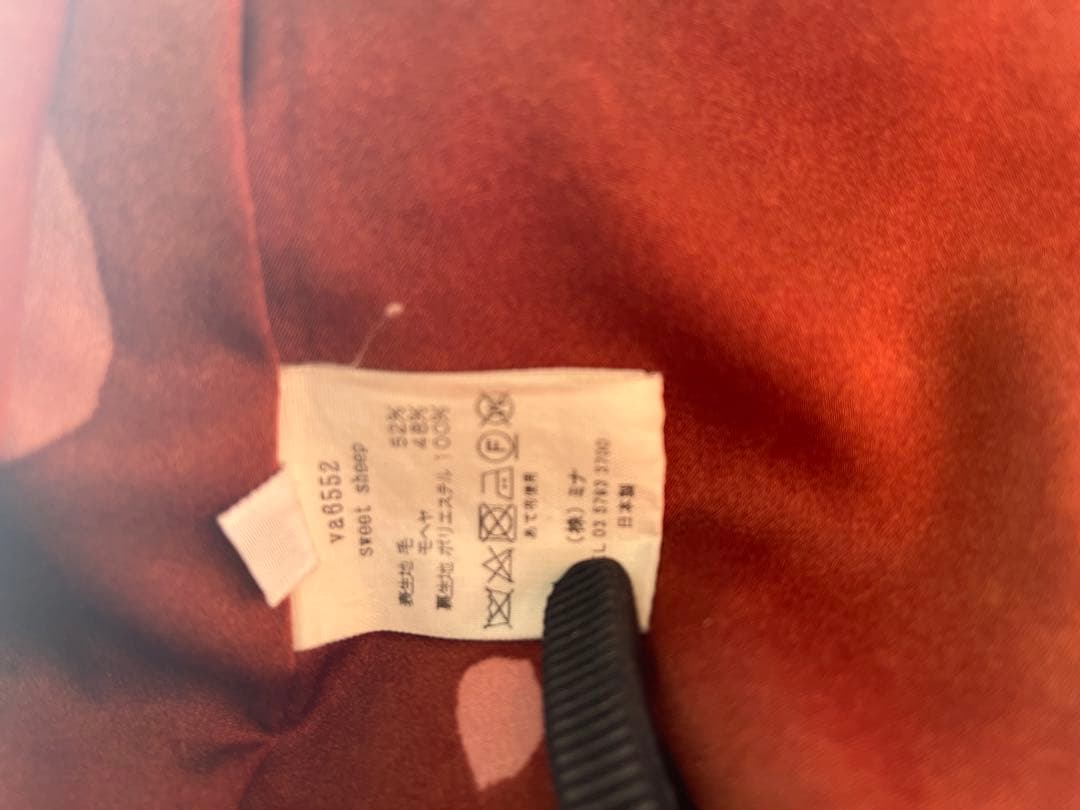 va6552
sweet sheep
表生地 毛 52%
モヘヤ 48%
裏生地 ポリエステル 100%
F
あて布使用
(株)ミナ
L 03 5793 3700
日本製